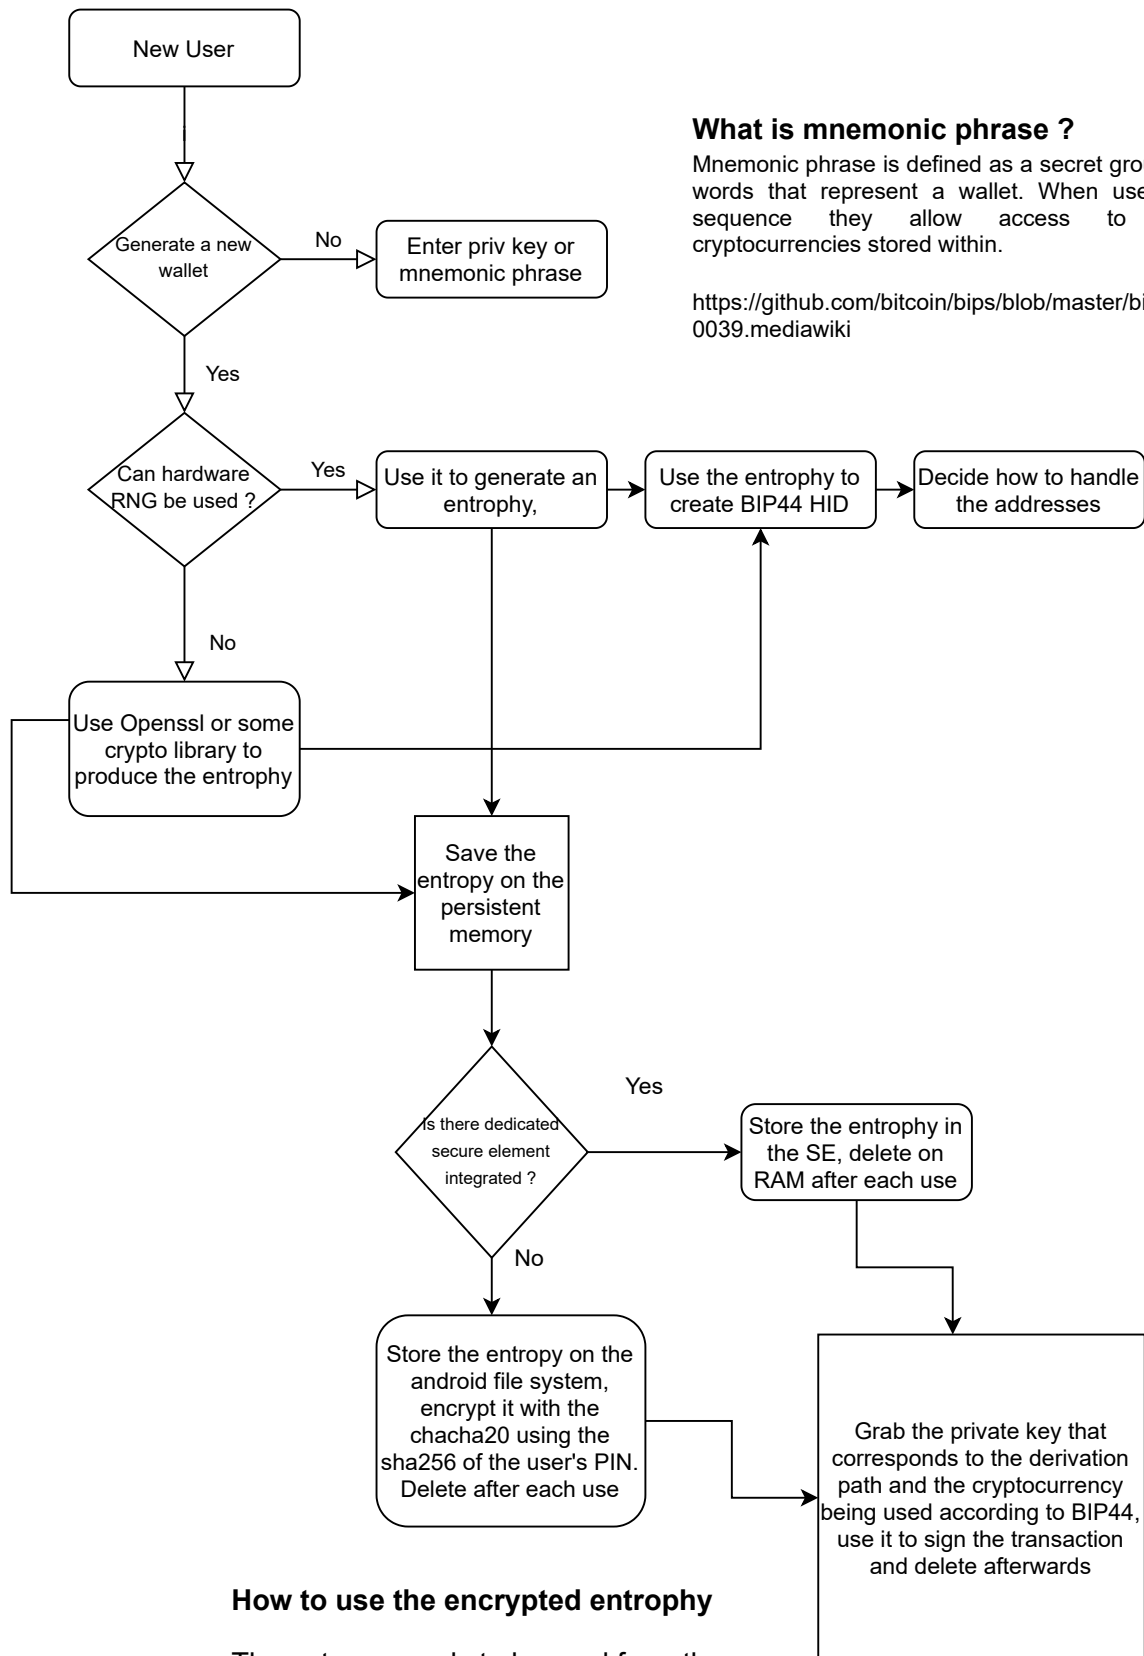 New User
What is mnemonic phrase ?
Mnemonic phrase is defined as a secret
words that represent a wallet. When
sequence they allow access to
cryptocurrencies stored within.
https://github.com/bitcoin/bips/blob/master/
0039.mediawiki
Generate a new
wallet
No
Enter priv key or
mnemonic phrase
Yes
Can hardware
RNG be used ?
Yes
Use it to generate an
entrophy,
Use the entrophy to
create BIP44 HID
Decide how to handle
the addresses
No
Use Openssl or some
crypto library to
produce the entrophy
Save the
entropy on the
persistent
memory
Is there dedicated
secure element
integrated ?
Yes
Store the entrophy in
the SE, delete on
RAM after each use
No
Store the entropy on the
android file system,
encrypt it with the
chacha20 using the
sha256 of the user's PIN.
Delete after each use
Grab the private key that
corresponds to the derivation
path and the cryptocurrency
being used according to BIP44,
use it to sign the transaction
and delete afterwards
How to use the encrypted entrophy